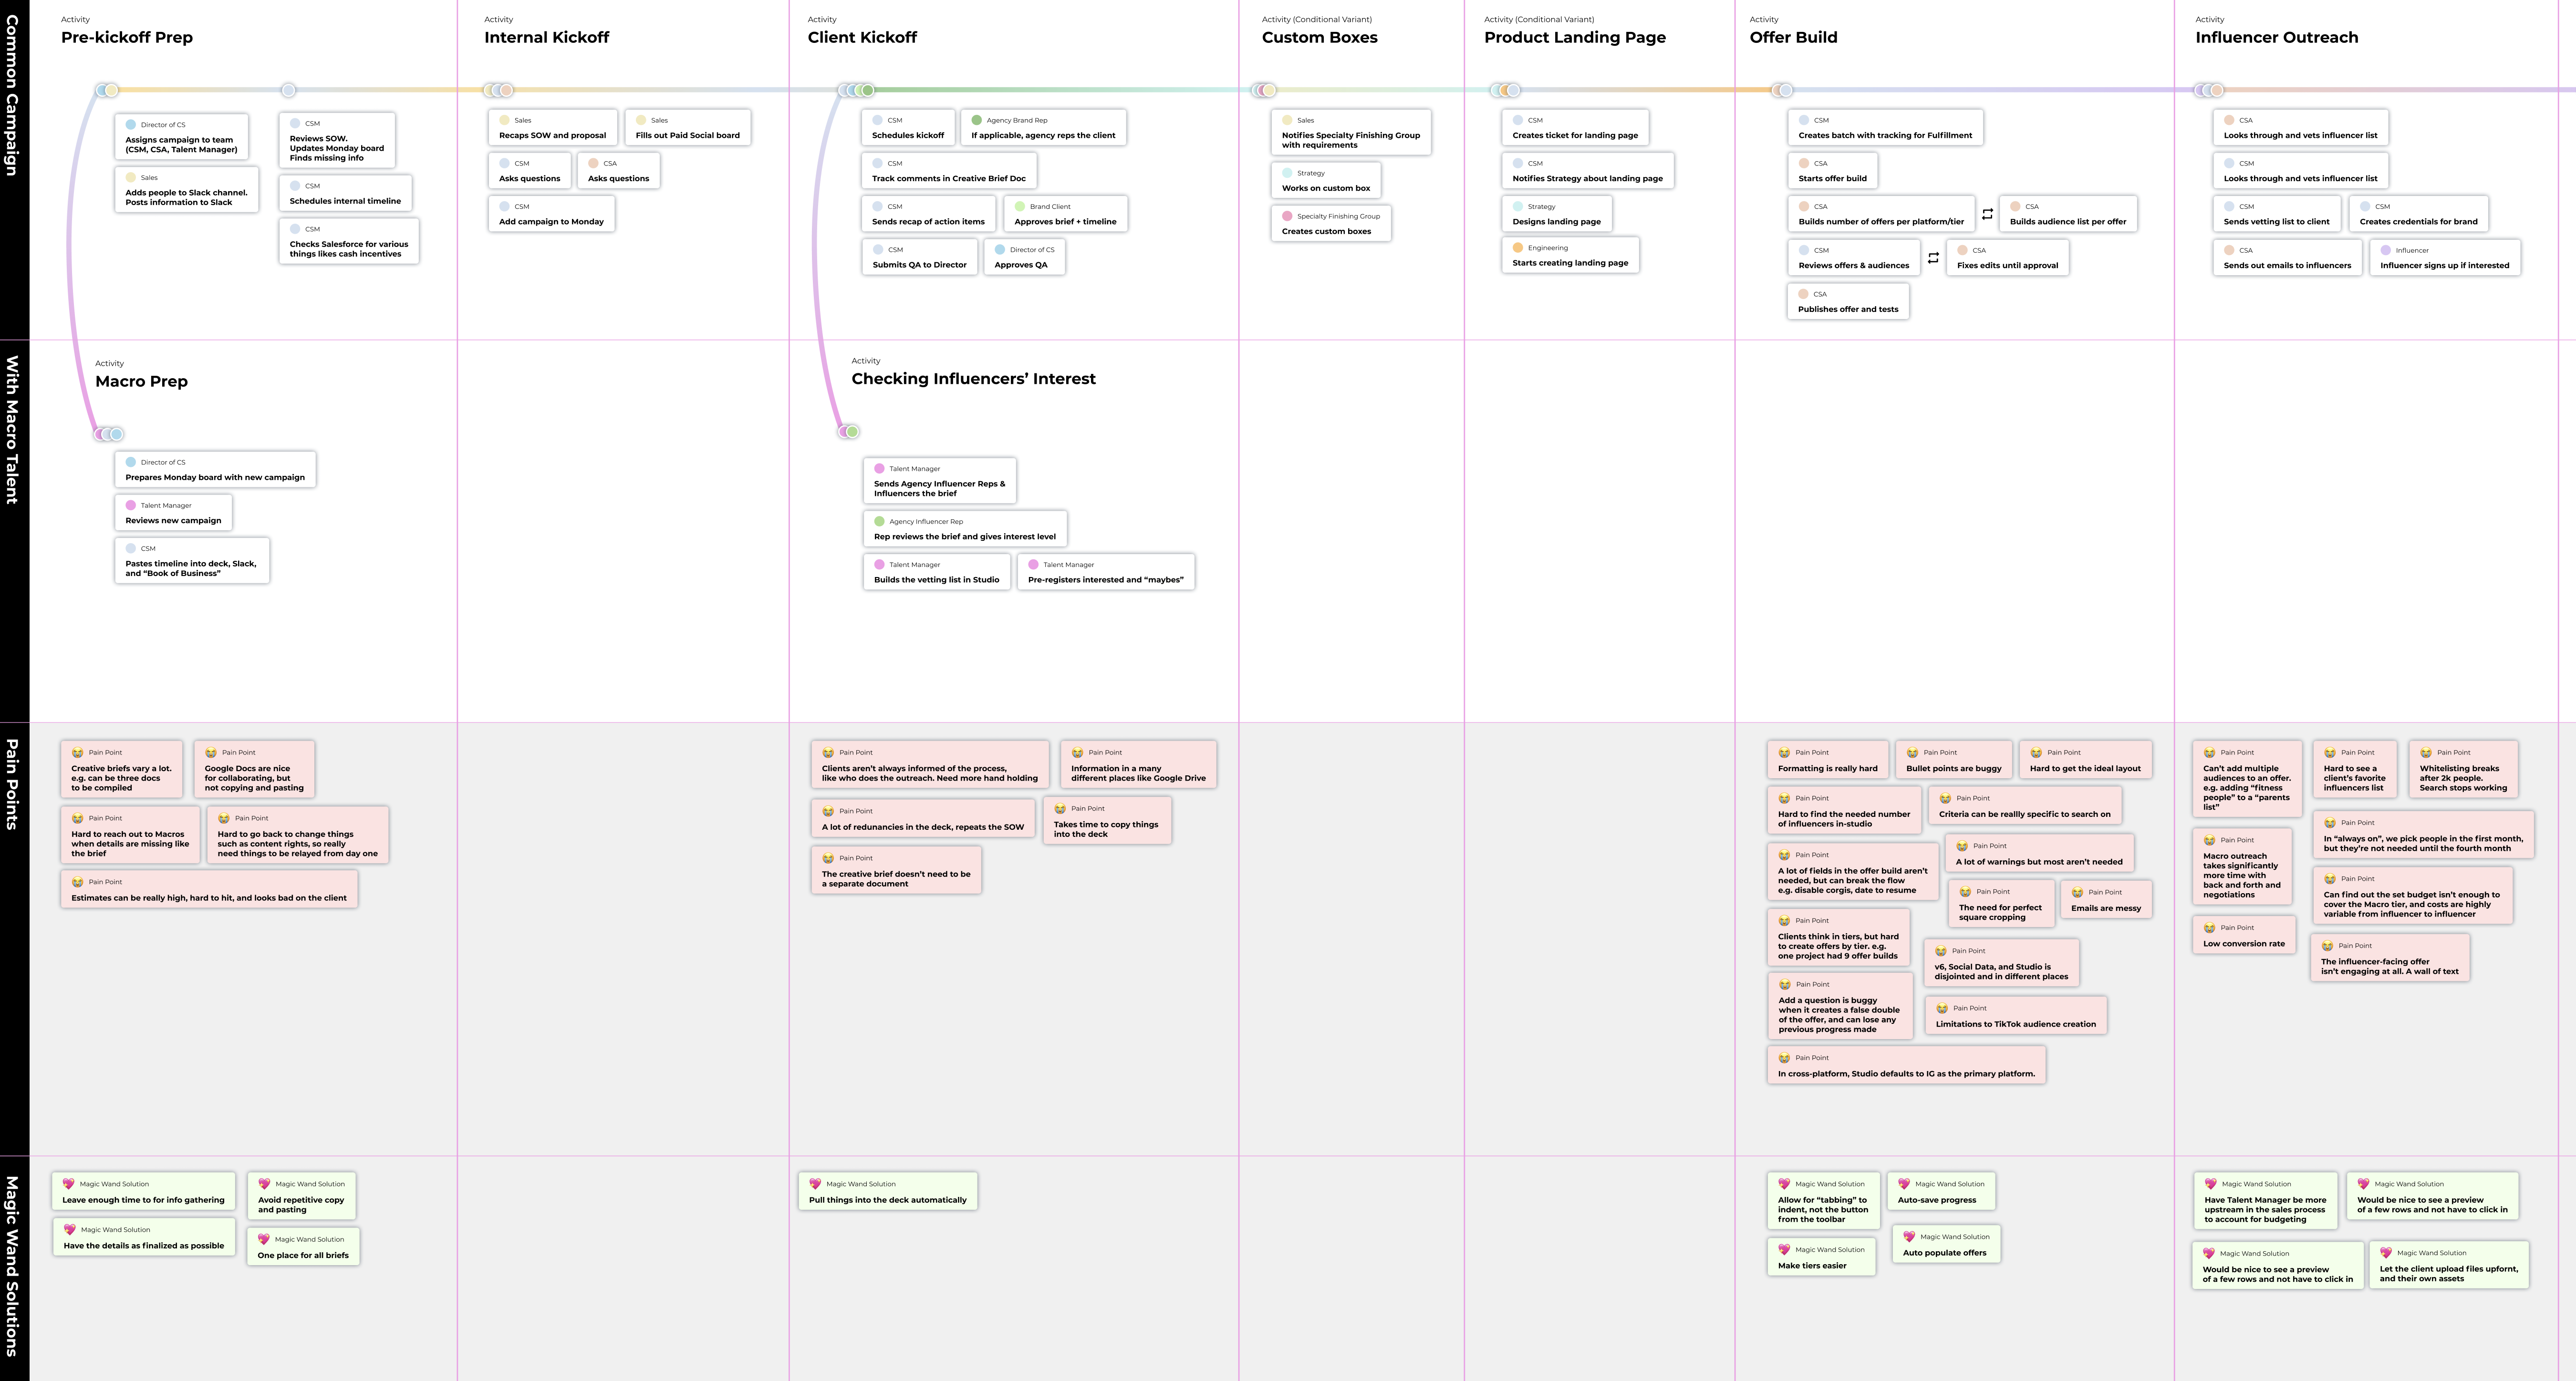 Common Campaign
Activity
Pre-kickoff Prep
Director of CS
Assigns campaign to team
(CSM, CSA, Talent Manager)
Sales
Adds people to Slack channel.
Posts information to Slack
CSM
Reviews SOW.
Updates Monday board
Finds missing info
CSM
Schedules internal timeline
CSM
Checks Salesforce for various
things likes cash incentives
Activity
Internal Kickoff
Sales
Recaps SOW and proposal
Sales
Fills out Paid Social board
CSM
Asks questions
CSA
Asks questions
CSM
Add campaign to Monday
Activity
Client Kickoff
CSM
Schedules kickoff
Agency Brand Rep
If applicable, agency reps the client
CSM
Track comments in Creative Brief Doc
CSM
Sends recap of action items
Brand Client
Approves brief + timeline
CSM
Submits QA to Director
Director of CS
Approves QA
Activity (Conditional Variant)
Custom Boxes
Sales
Notifies Specialty Finishing Group
with requirements
Strategy
Works on custom box
Specialty Finishing Group
Creates custom boxes
Activity (Conditional Variant)
Product Landing Page
CSM
Creates ticket for landing page
CSM
Notifies Strategy about landing page
Strategy
Designs landing page
Engineering
Starts creating landing page
Activity
Offer Build
CSM
Creates batch with tracking for Fulfillment
CSA
Starts offer build
CSA
Builds number of offers per platform/tier
CSA
Builds audience list per offer
CSM
Reviews offers & audiences
CSA
Fixes edits until approval
CSA
Publishes offer and tests
Activity
Influencer Outreach
CSA
Looks through and vets influencer list
CSM
Looks through and vets influencer list
CSM
Sends vetting list to client
CSM
Creates credentials for brand
CSA
Sends out emails to influencers
Influencer
Influencer signs up if interested
With Macro Talent
Activity
Macro Prep
Director of CS
Prepares Monday board with new campaign
Talent Manager
Reviews new campaign
CSM
Pastes timeline into deck, Slack,
and “Book of Business”
Activity
Checking Influencers’ Interest
Talent Manager
Sends Agency Influencer Reps &
Influencers the brief
Agency Influencer Rep
Rep reviews the brief and gives interest level
Talent Manager
Builds the vetting list in Studio
Talent Manager
Pre-registers interested and “maybes”
Pain Points
Pain Point
Creative briefs vary a lot.
e.g. can be three docs
to be compiled
Pain Point
Google Docs are nice
for collaborating, but
not copying and pasting
Pain Point
Hard to reach out to Macros
when details are missing like
the brief
Pain Point
Hard to go back to change things
such as content rights, so really
need things to be relayed from day one
Pain Point
Estimates can be really high, hard to hit, and looks bad on the client
Pain Point
Clients aren’t always informed of the process,
like who does the outreach. Need more hand holding
Pain Point
Information in a many
different places like Google Drive
Pain Point
A lot of redunancies in the deck, repeats the SOW
Pain Point
Takes time to copy things
into the deck
Pain Point
The creative brief doesn’t need to be
a separate document
Pain Point
Formatting is really hard
Pain Point
Bullet points are buggy
Pain Point
Hard to get the ideal layout
Pain Point
Hard to find the needed number
of influencers in-studio
Pain Point
Criteria can be reallly specific to search on
Pain Point
A lot of fields in the offer build aren’t
needed, but can break the flow
e.g. disable corgis, date to resume
Pain Point
A lot of warnings but most aren’t needed
Pain Point
The need for perfect
square cropping
Pain Point
Emails are messy
Pain Point
Clients think in tiers, but hard
to create offers by tier. e.g.
one project had 9 offer builds
Pain Point
v6, Social Data, and Studio is
disjointed and in different places
Pain Point
Add a question is buggy
when it creates a false double
of the offer, and can lose any
previous progress made
Pain Point
Limitations to TikTok audience creation
Pain Point
In cross-platform, Studio defaults to IG as the primary platform.
Pain Point
Can’t add multiple
audiences to an offer.
e.g. adding “fitness
people” to a “parents
list”
Pain Point
Hard to see a
client’s favorite
influencers list
Pain Point
Whitelisting breaks
after 2k people.
Search stops working
Pain Point
In “always on”, we pick people in the first month,
but they’re not needed until the fourth month
Pain Point
Macro outreach
takes significantly
more time with
back and forth and
negotiations
Pain Point
Can find out the set budget isn’t enough to
cover the Macro tier, and costs are highly
variable from influencer to influencer
Pain Point
Low conversion rate
Pain Point
The influencer-facing offer
isn’t engaging at all. A wall of text
Magic Wand Solutions
Magic Wand Solution
Leave enough time to for info gathering
Magic Wand Solution
Avoid repetitive copy
and pasting
Magic Wand Solution
Have the details as finalized as possible
Magic Wand Solution
One place for all briefs
Magic Wand Solution
Pull things into the deck automatically
Magic Wand Solution
Allow for “tabbing” to
indent, not the button
from the toolbar
Magic Wand Solution
Auto-save progress
Magic Wand Solution
Make tiers easier
Magic Wand Solution
Auto populate offers
Magic Wand Solution
Have Talent Manager be more
upstream in the sales process
to account for budgeting
Magic Wand Solution
Would be nice to see a preview
of a few rows and not have to click in
Magic Wand Solution
Would be nice to see a preview
of a few rows and not have to click in
Magic Wand Solution
Let the client upload files upfornt,
and their own assets